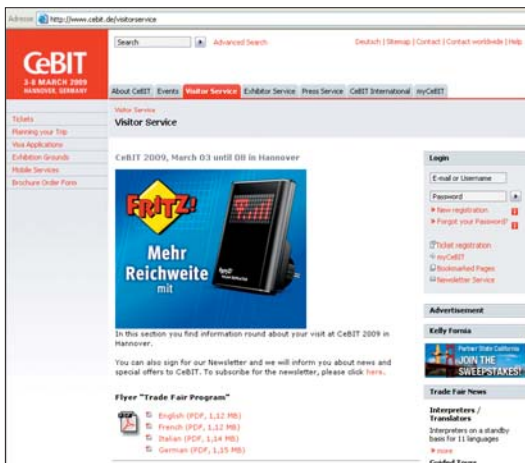 Adresse http://www.cebit.de/visitorservice
Search Advanced Search Deutsch | Sitemap | Contact | Contact worldwide | Help
CeBIT
3-8 MARCH 2009
HANNOVER, GERMANY
About CeBIT Events Visitor Service Exhibitor Service Press Service CeBIT International myCeBIT
Tickets
Planning your Trip
Visa Applications
Exhibition Grounds
Mobile Services
Brochure Order Form
Visitor Service
Visitor Service
CeBIT 2009, March 03 until 08 in Hannover
FRITZ!
Mehr
Reichweite
mit
In this section you find information round about your visit at CeBIT 2009 in
Hannover.
You can also sign for our Newsletter and we will inform you about news and
special offers to CeBIT. To subscribe for the newsletter, please click here.
Flyer "Trade Fair Program"
English (PDF, 1,12 MB)
French (PDF, 1,12 MB)
Italian (PDF, 1,14 MB)
German (PDF, 1,15 MB)
Login
E-mail or Username
Password
New registration
Forgot your Password?
Ticket registration
myCeBIT
Bookmarked Pages
Newsletter Service
Advertisement
Kelly Fornia
Partner State California
JOIN THE
SWEEPSTAKES!
Trade Fair News
Interpreters /
Translators
Interpreters on a standby
basis for 11 languages
more
Guided Tours